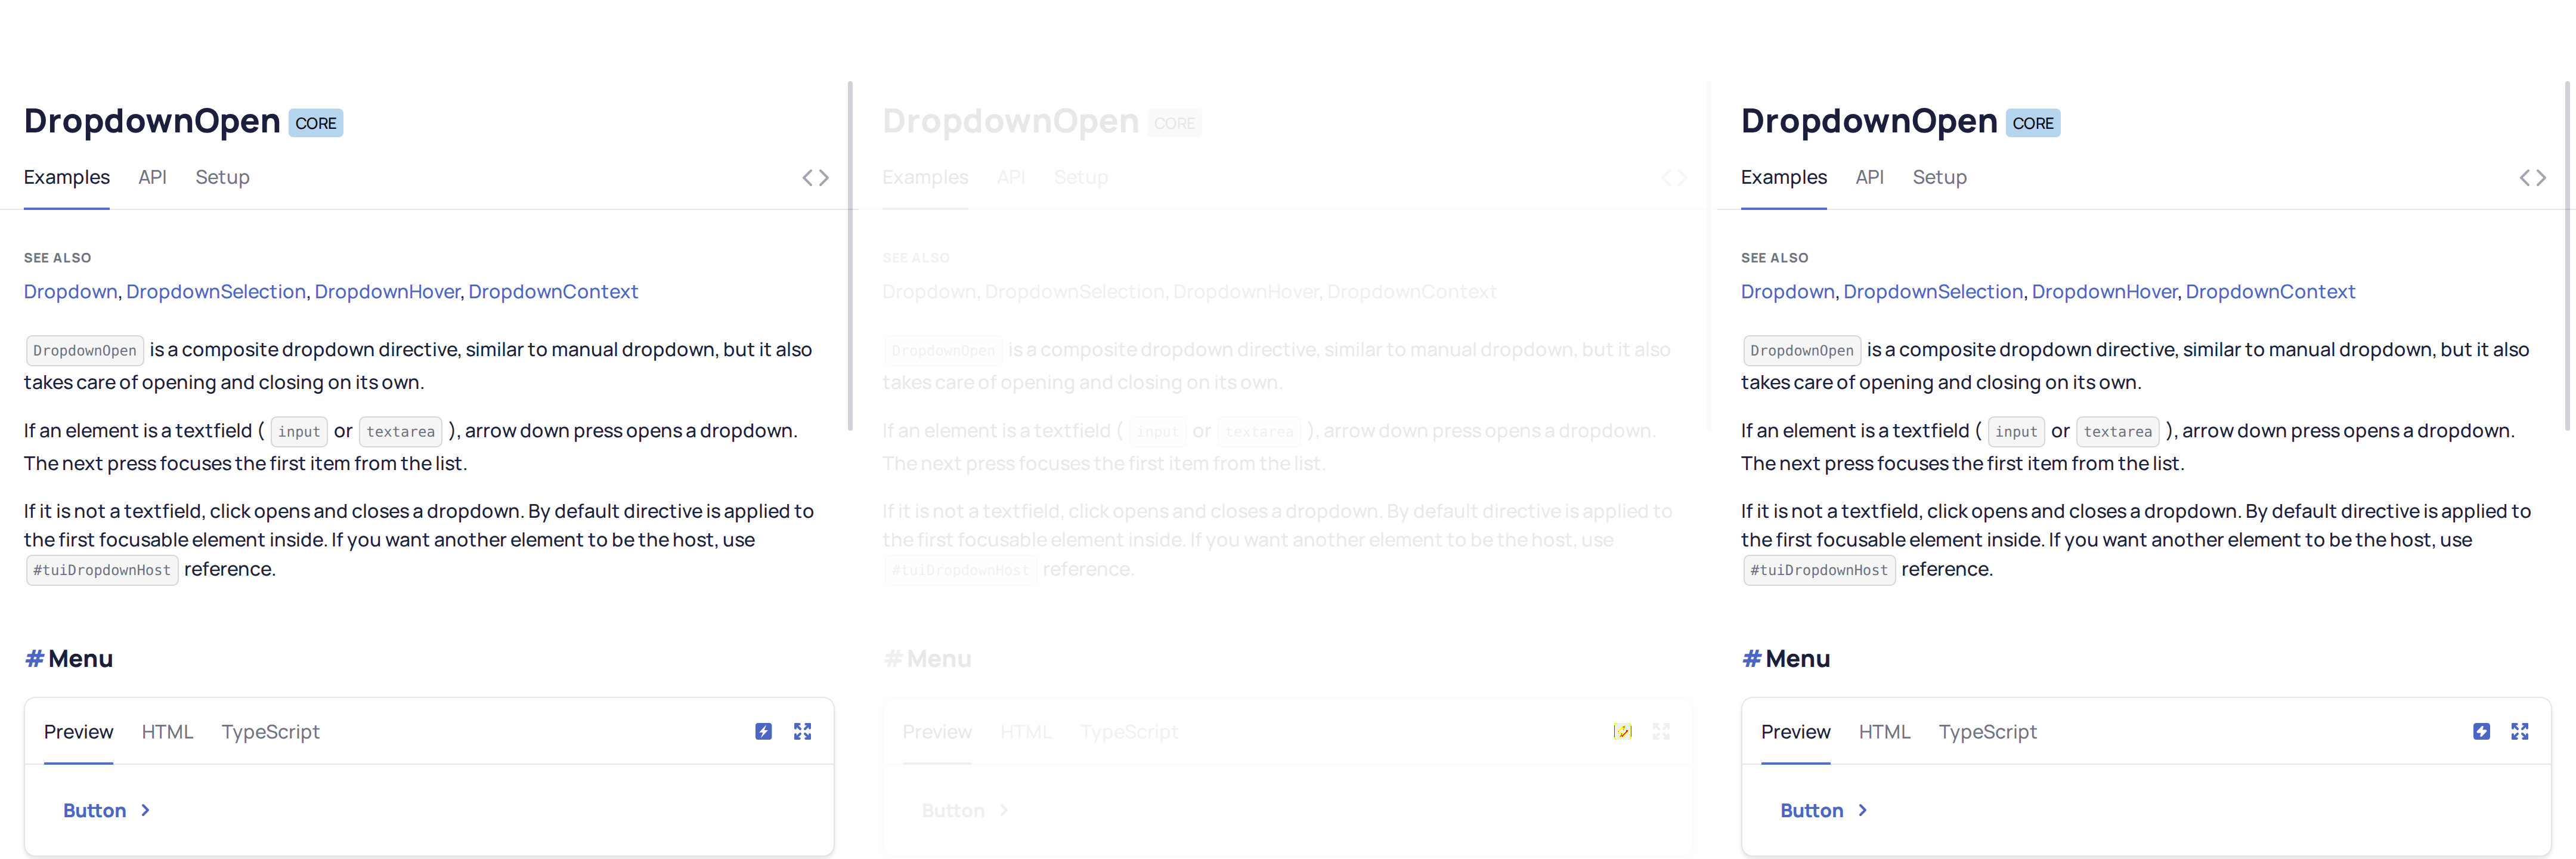 DropdownOpen CORE
Examples API Setup
SEE ALSO
Dropdown, DropdownSelection, DropdownHover, DropdownContext
DropdownOpen is a composite dropdown directive, similar to manual dropdown, but it also
takes care of opening and closing on its own.
If an element is a textfield ( input or textarea ), arrow down press opens a dropdown.
The next press focuses the first item from the list.
If it is not a textfield, click opens and closes a dropdown. By default directive is applied to
the first focusable element inside. If you want another element to be the host, use
#tuiDropdownHost reference.
# Menu
Preview HTML TypeScript
Button
DropdownOpen CORE
Examples API Setup
SEE ALSO
Dropdown, DropdownSelection, DropdownHover, DropdownContext
DropdownOpen is a composite dropdown directive, similar to manual dropdown, but it also
takes care of opening and closing on its own.
If an element is a textfield ( input or textarea ), arrow down press opens a dropdown.
The next press focuses the first item from the list.
If it is not a textfield, click opens and closes a dropdown. By default directive is applied to
the first focusable element inside. If you want another element to be the host, use
#tuiDropdownHost reference.
# Menu
Preview HTML TypeScript
Button
DropdownOpen CORE
Examples API Setup
SEE ALSO
Dropdown, DropdownSelection, DropdownHover, DropdownContext
DropdownOpen is a composite dropdown directive, similar to manual dropdown, but it also
takes care of opening and closing on its own.
If an element is a textfield ( input or textarea ), arrow down press opens a dropdown.
The next press focuses the first item from the list.
If it is not a textfield, click opens and closes a dropdown. By default directive is applied to
the first focusable element inside. If you want another element to be the host, use
#tuiDropdownHost reference.
# Menu
Preview HTML TypeScript
Button